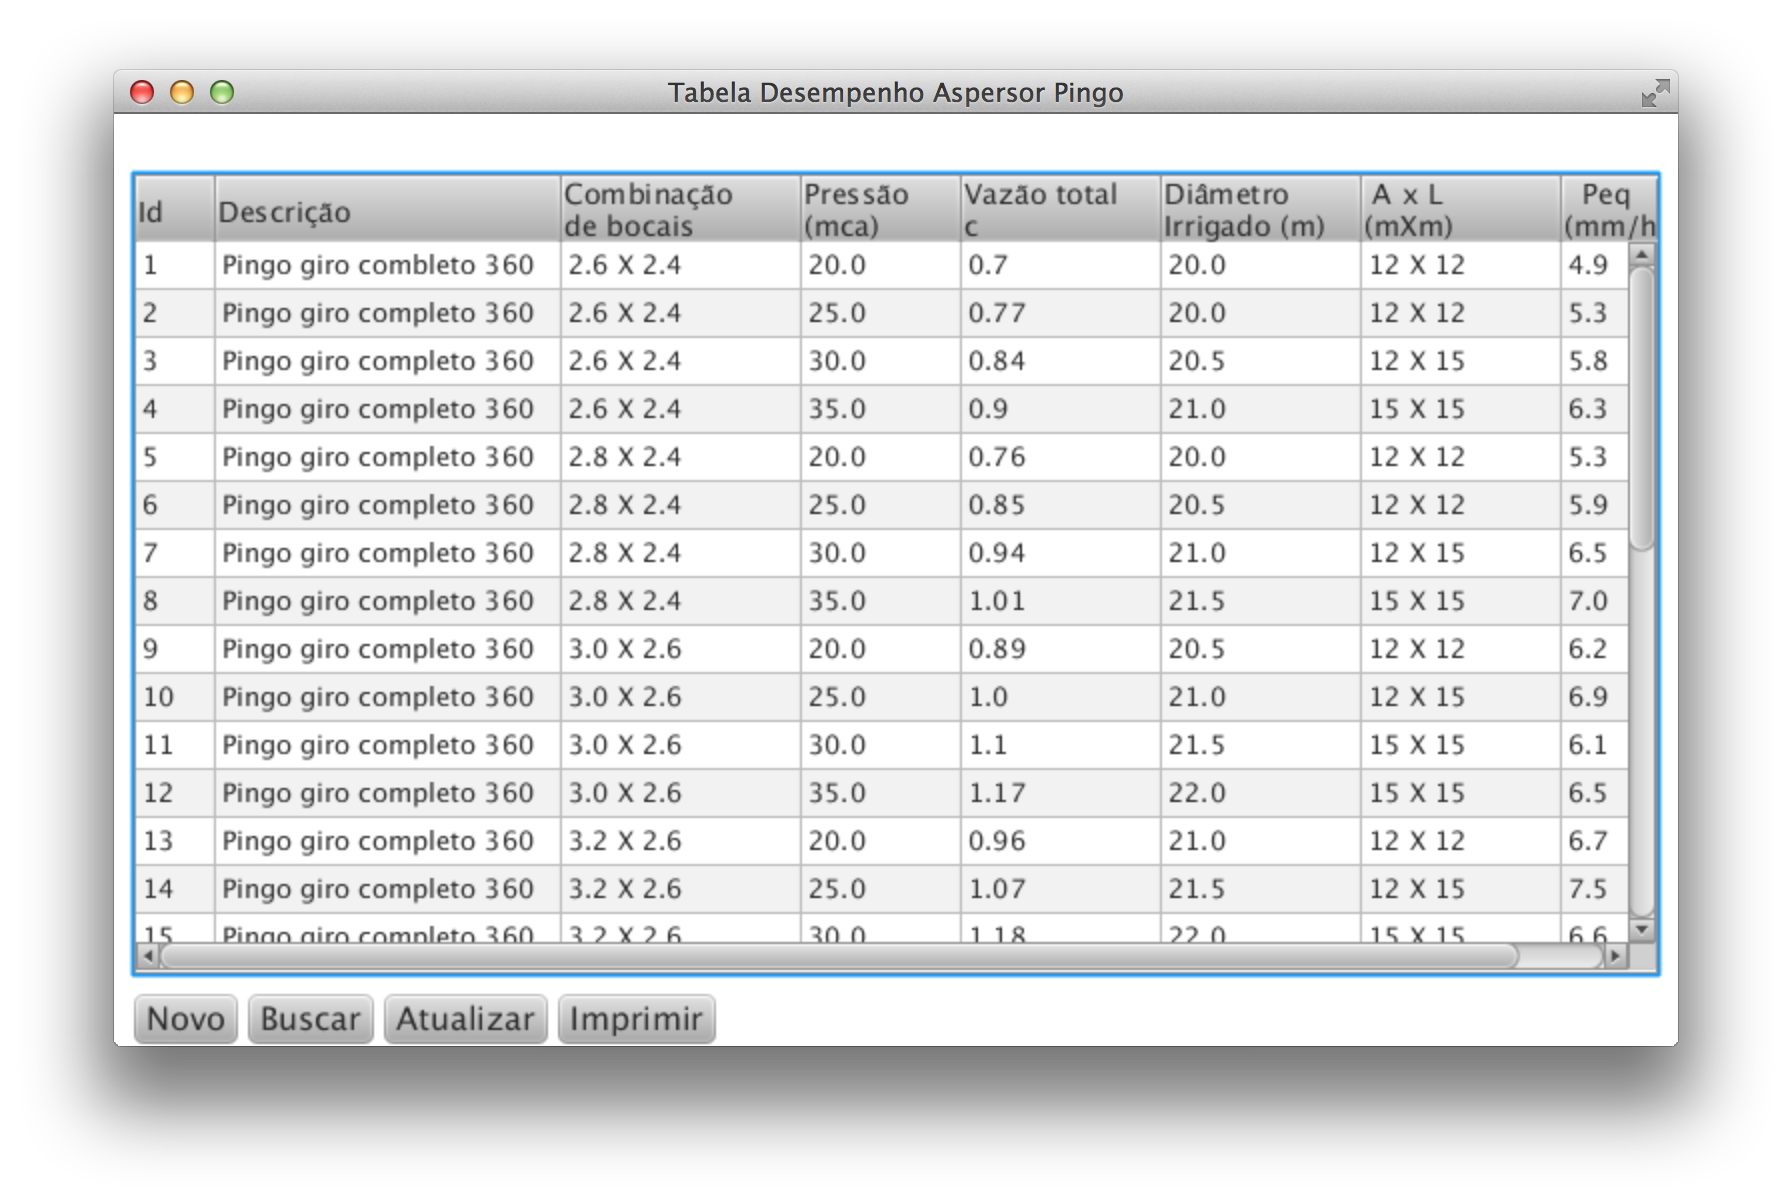 Tabela Desempenho Aspersor Pingo
Id Descrição Combinação de bocais Pressão (mca) Vazão total c Diâmetro Irrigado (m) A x L (mXm) Peq (mm/h
1 Pingo giro combleto 360 2.6 X 2.4 20.0 0.7 20.0 12 X 12 4.9
2 Pingo giro completo 360 2.6 X 2.4 25.0 0.77 20.0 12 X 12 5.3
3 Pingo giro completo 360 2.6 X 2.4 30.0 0.84 20.5 12 X 15 5.8
4 Pingo giro completo 360 2.6 X 2.4 35.0 0.9 21.0 15 X 15 6.3
5 Pingo giro completo 360 2.8 X 2.4 20.0 0.76 20.0 12 X 12 5.3
6 Pingo giro completo 360 2.8 X 2.4 25.0 0.85 20.5 12 X 12 5.9
7 Pingo giro completo 360 2.8 X 2.4 30.0 0.94 21.0 12 X 15 6.5
8 Pingo giro completo 360 2.8 X 2.4 35.0 1.01 21.5 15 X 15 7.0
9 Pingo giro completo 360 3.0 X 2.6 20.0 0.89 20.5 12 X 12 6.2
10 Pingo giro completo 360 3.0 X 2.6 25.0 1.0 21.0 12 X 15 6.9
11 Pingo giro completo 360 3.0 X 2.6 30.0 1.1 21.5 15 X 15 6.1
12 Pingo giro completo 360 3.0 X 2.6 35.0 1.17 22.0 15 X 15 6.5
13 Pingo giro completo 360 3.2 X 2.6 20.0 0.96 21.0 12 X 12 6.7
14 Pingo giro completo 360 3.2 X 2.6 25.0 1.07 21.5 12 X 15 7.5
15 Pingo giro completo 360 3.2 X 2.6 30.0 1.18 22.0 15 X 15 6.6
Novo Buscar Atualizar Imprimir